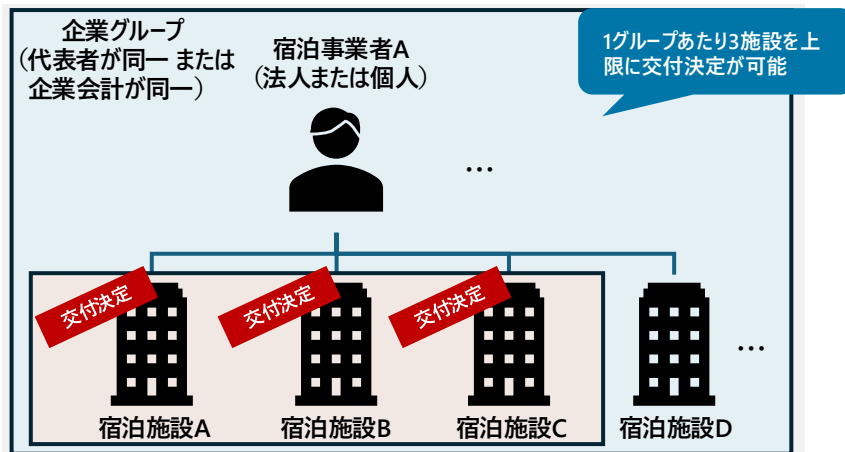 企業グループ
（代表者が同一 または
企業会計が同一）
宿泊事業者A
（法人または個人）
1グループあたり3施設を上
限に交付決定が可能
…
交付決定
交付決定
交付決定
…
宿泊施設A
宿泊施設B
宿泊施設C
宿泊施設D